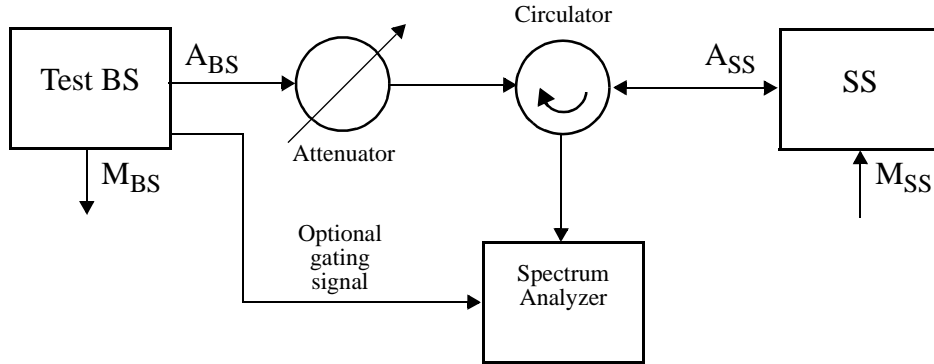 Circulator
Test BS
A_BS
A_SS
SS
Attenuator
M_BS
M_SS
Optional
gating
signal
Spectrum
Analyzer